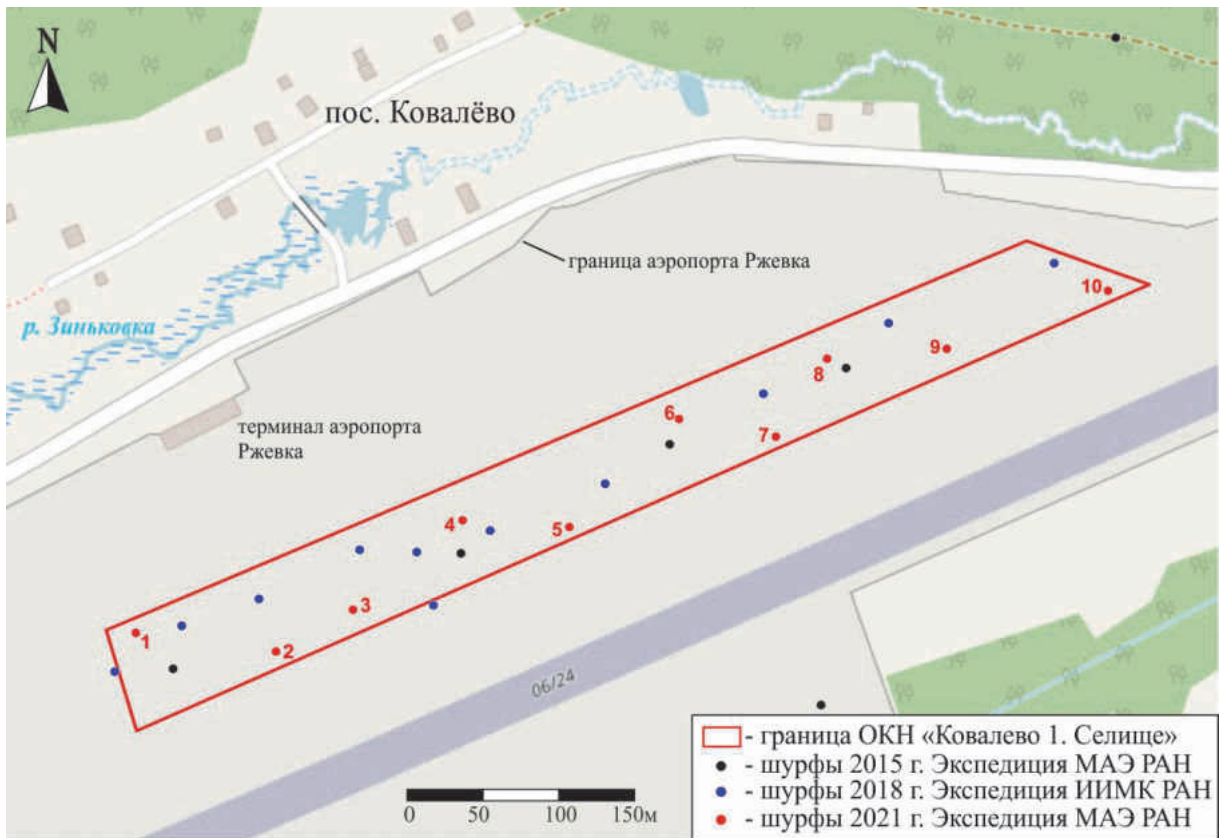 N
пос. Ковалёво
граница аэропорта Ржевка
р. Зиньковка
терминал аэропорта
Ржевка
10
9
8
6
7
4
5
3
1
2
06/24
0 50 100 150м
- граница ОКН «Ковалево 1. Селище»
- шурфы 2015 г. Экспедиция МАЭ РАН
- шурфы 2018 г. Экспедиция ИИМК РАН
- шурфы 2021 г. Экспедиция МАЭ РАН